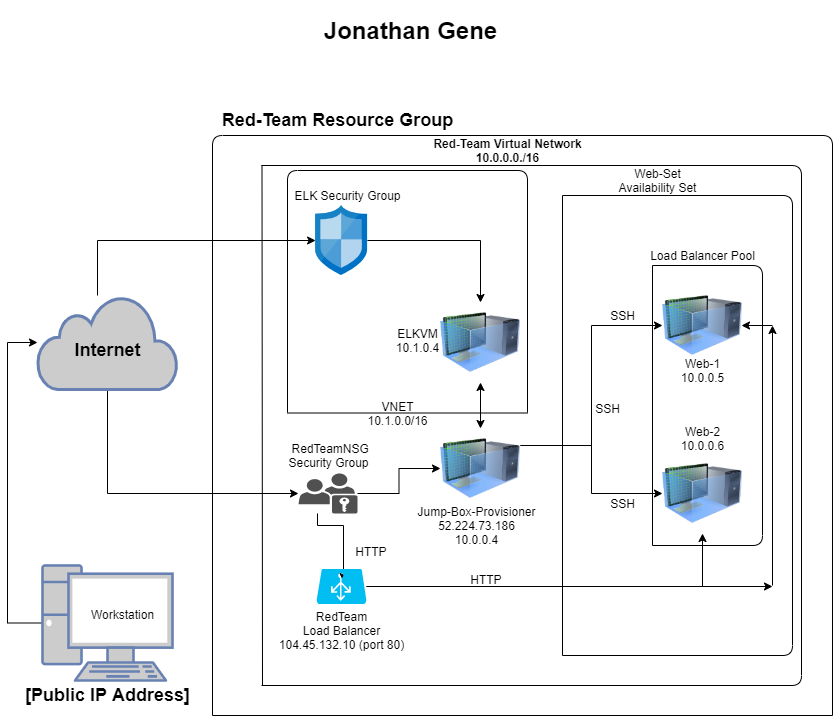 Jonathan Gene
Red-Team Resource Group
Red-Team Virtual Network
10.0.0.0./16
Web-Set
Availability Set
ELK Security Group
Load Balancer Pool
SSH
ELKVM
10.1.0.4
Internet
Web-1
10.0.0.5
VNET
10.1.0.0/16
SSH
Web-2
10.0.0.6
RedTeamNSG
Security Group
SSH
Jump-Box-Provisioner
52.224.73.186
10.0.0.4
HTTP
HTTP
Workstation
RedTeam
Load Balancer
104.45.132.10 (port 80)
[Public IP Address]